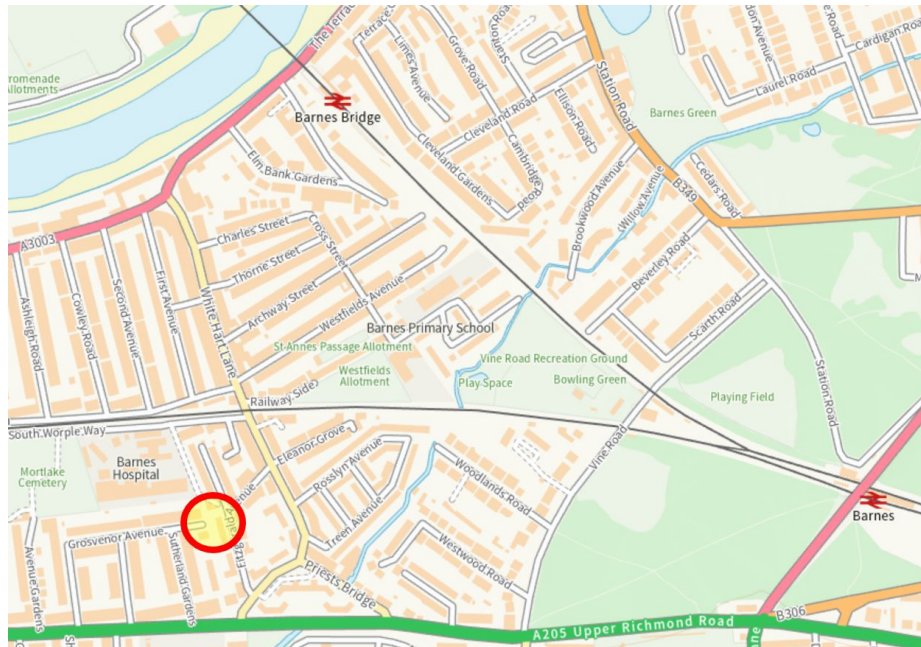 The Terrac
Terrace
Limes Avenue
Grove Road
Stanton
Station Road
Ellison Road
Laurel Road
Cardigan Roa
romenade
Allotments
Barnes Bridge
Barnes Green
Cleveland Road
Cleveland Gardens
Cambridge
Road
Elm Bank Gardens
Brookwood Avenue
Willow Avenue
Cedars Road
B349
A3003
Charles Street
Cross Street
Thorne Street
Archway Street
Westfields Avenue
White Hart Lane
Ashleigh Road
Cowley Road
Second Avenue
First Avenue
Beverley Road
Scarth Road
Station Road
Barnes Primary School
St Annes Passage Allotment
Westfields
Allotment
Vine Road Recreation Ground
Play Space
Bowling Green
Playing Field
Railway Side
South Worple Way
Eleanor Grove
Rosslyn Avenue
Treen Avenue
Woodlands Road
Westwood Road
Vine Road
Barnes
Hospital
Mortlake
Cemetery
Barnes
Grosvenor Avenue
Sutherland Gardens
Avenue Gardens
Priests Bridge
A205 Upper Richmond Road
B306